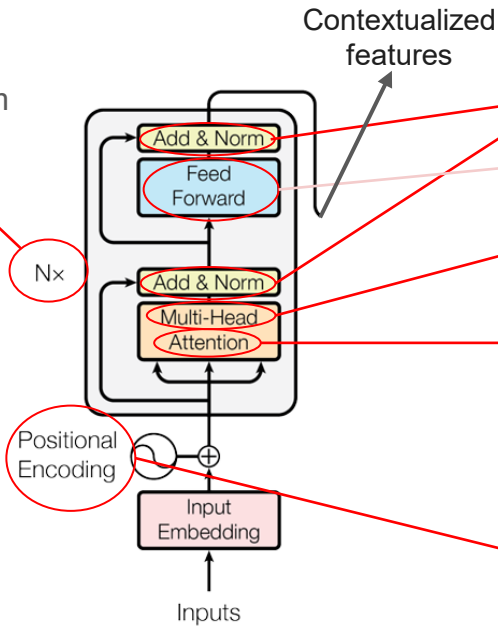 Contextualized
features
Add & Norm
Feed
Forward
N×
Add & Norm
Multi-Head
Attention
Positional
Encoding
Input
Embedding
Inputs